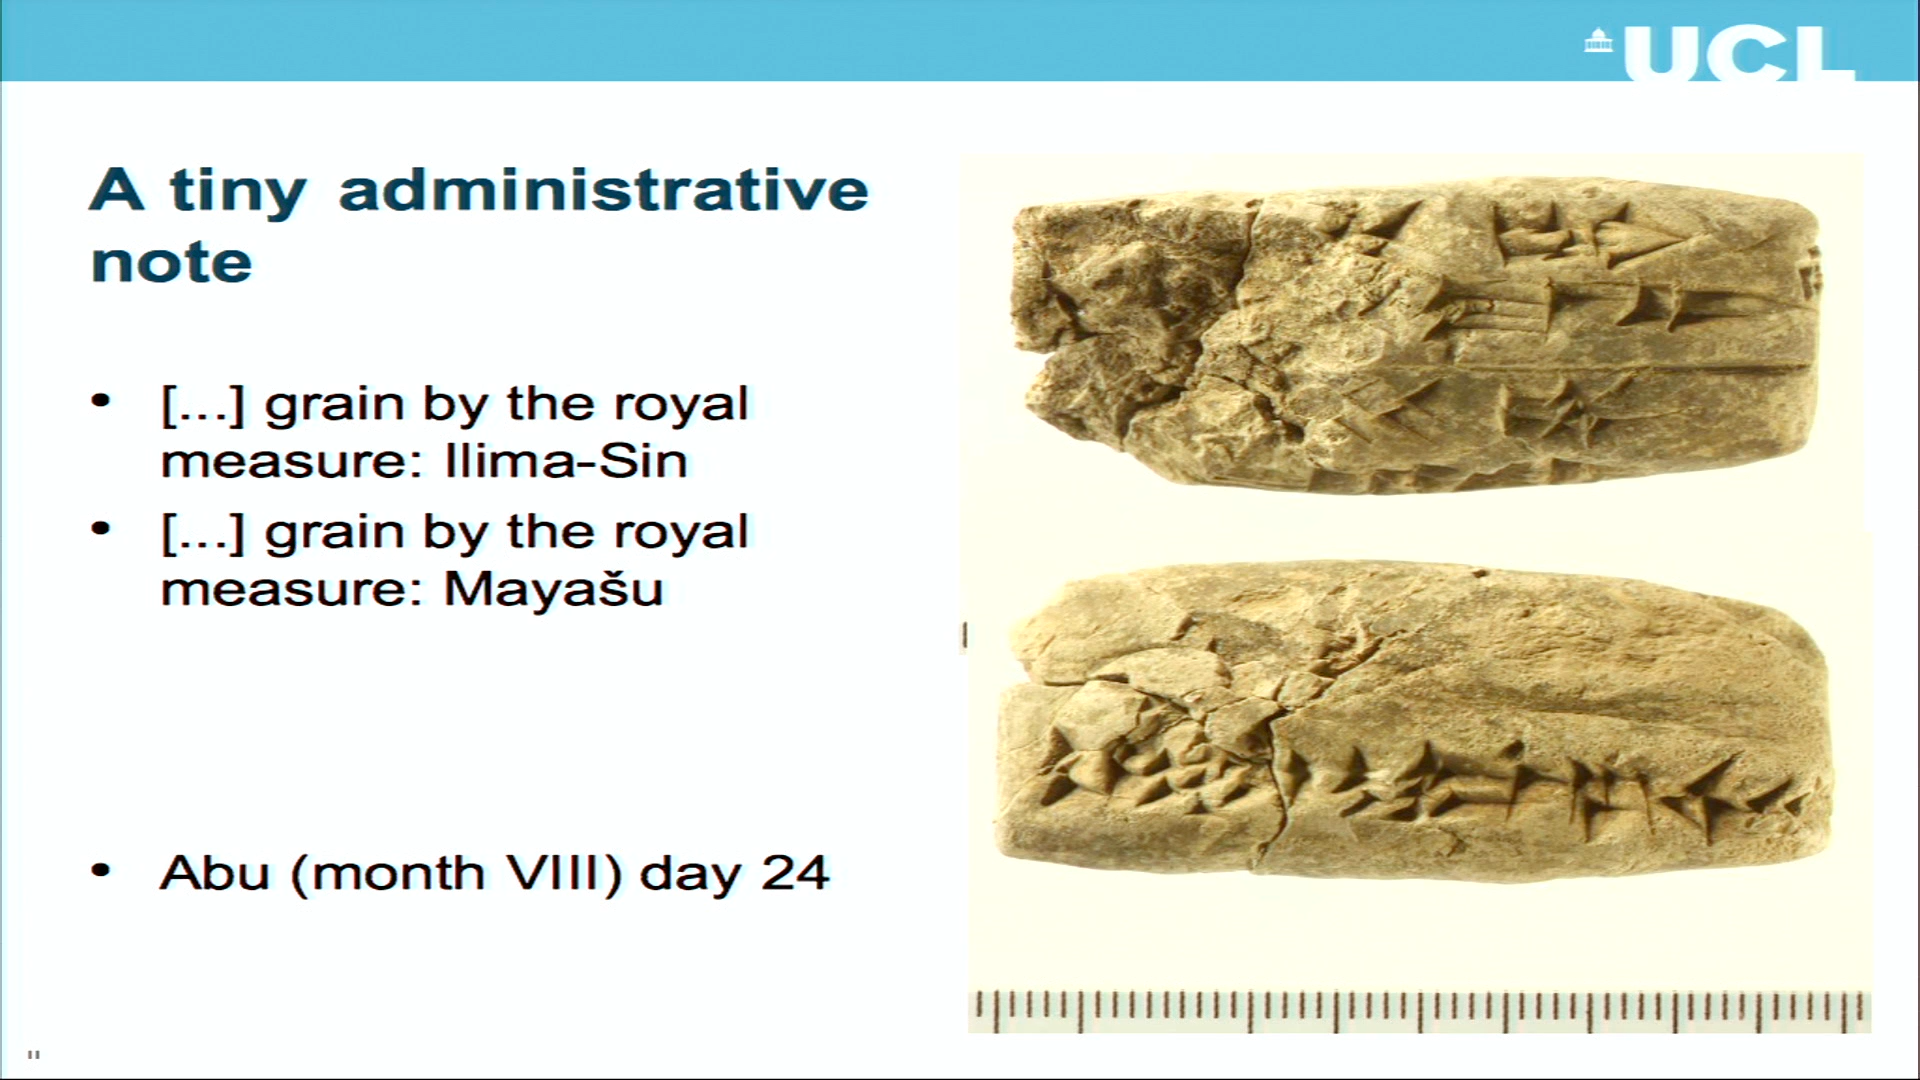 UCL
A tiny administrative
note
• [...] grain by the royal
measure: Ilima-Sin
• [...] grain by the royal
measure: Mayašu
• Abu (month VIII) day 24